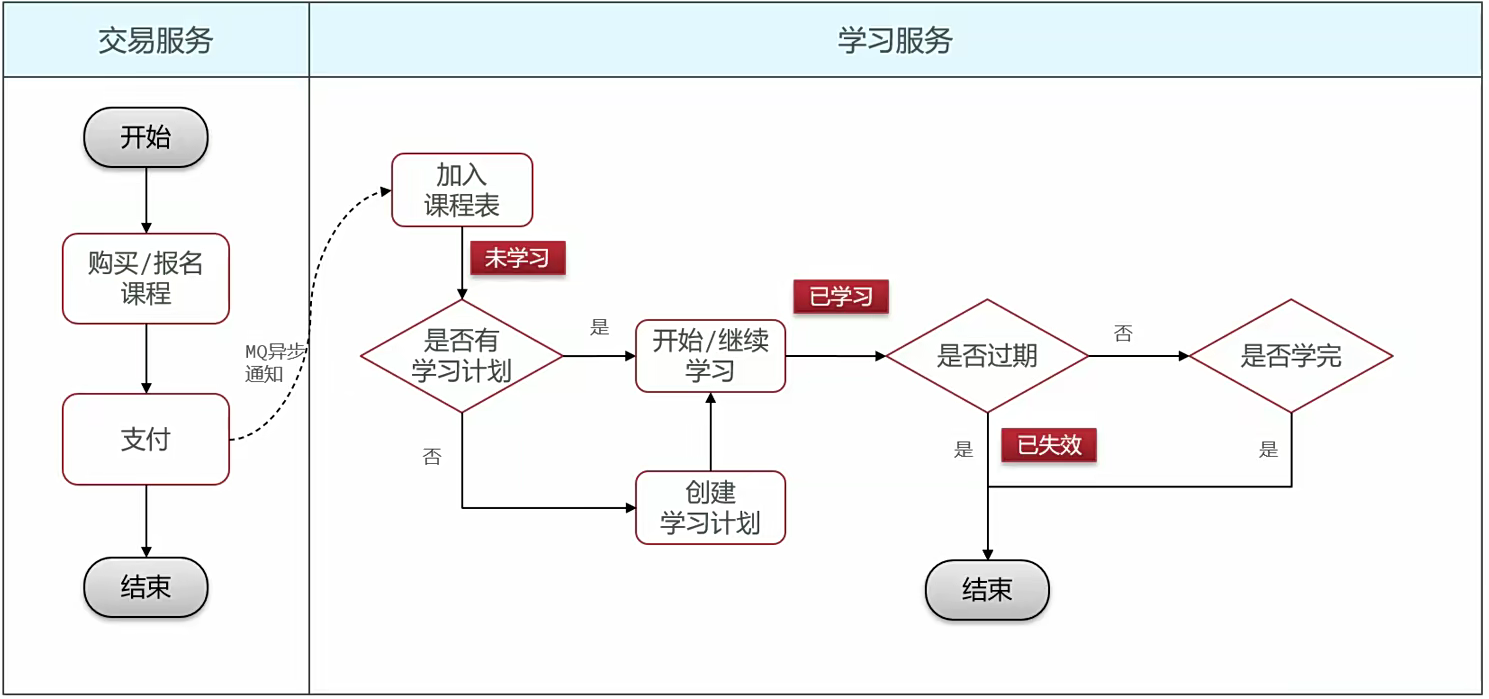 交易服务
学习服务
开始
购买/报名
课程
MQ异步
通知
支付
结束
加入
课程表
未学习
是否有
学习计划
是
否
开始/继续
学习
创建
学习计划
已学习
是否过期
否
是否学完
是
已失效
是
结束